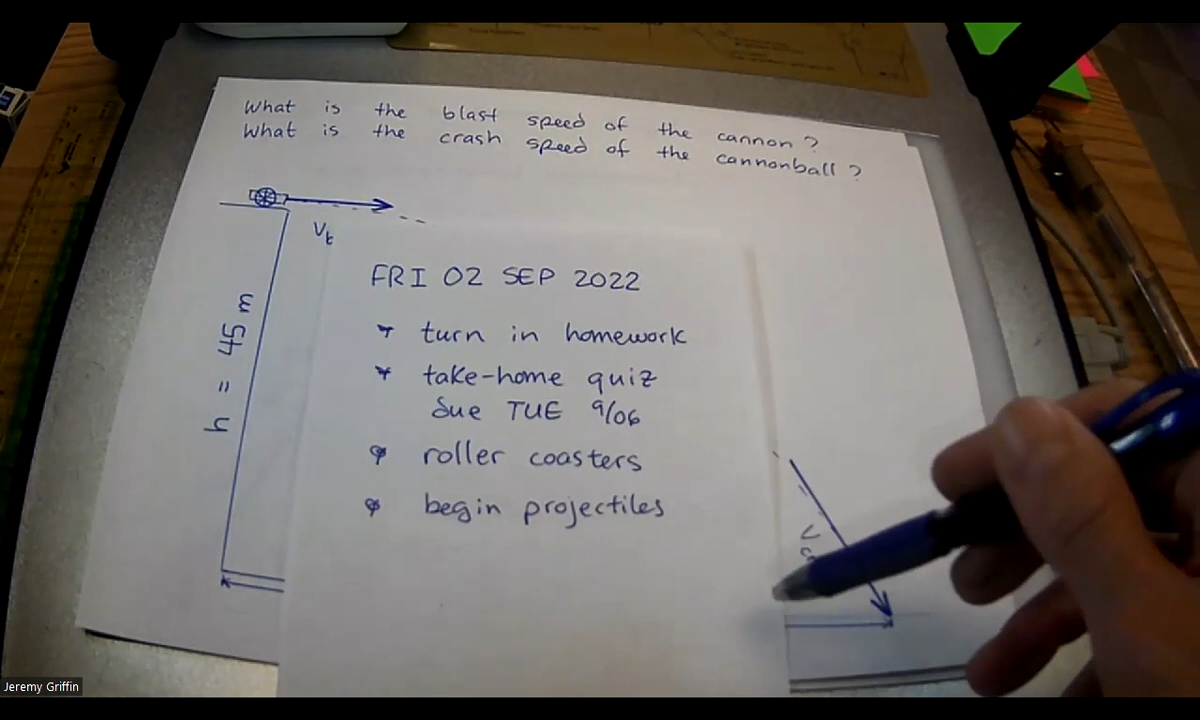 What is the blast speed of the cannon?
What is the crash speed of the cannonball?
h = 45 m
FRI 02 SEP 2022
turn in homework
take-home quiz
due TUE 9/06
roller coasters
begin projectiles
Jeremy Griffin